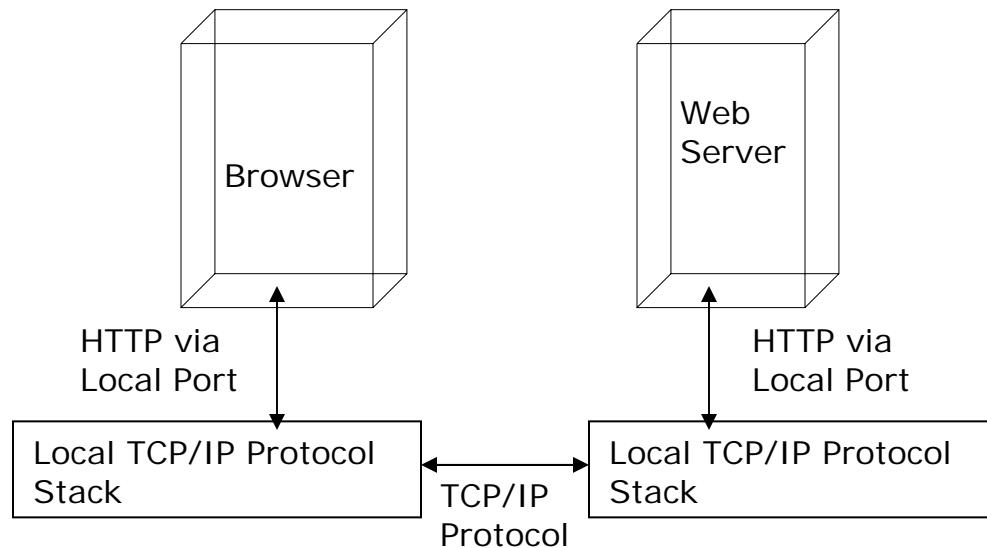 Browser
Web
Server
HTTP via
Local Port
HTTP via
Local Port
Local TCP/IP Protocol
Stack
TCP/IP
Protocol
Local TCP/IP Protocol
Stack